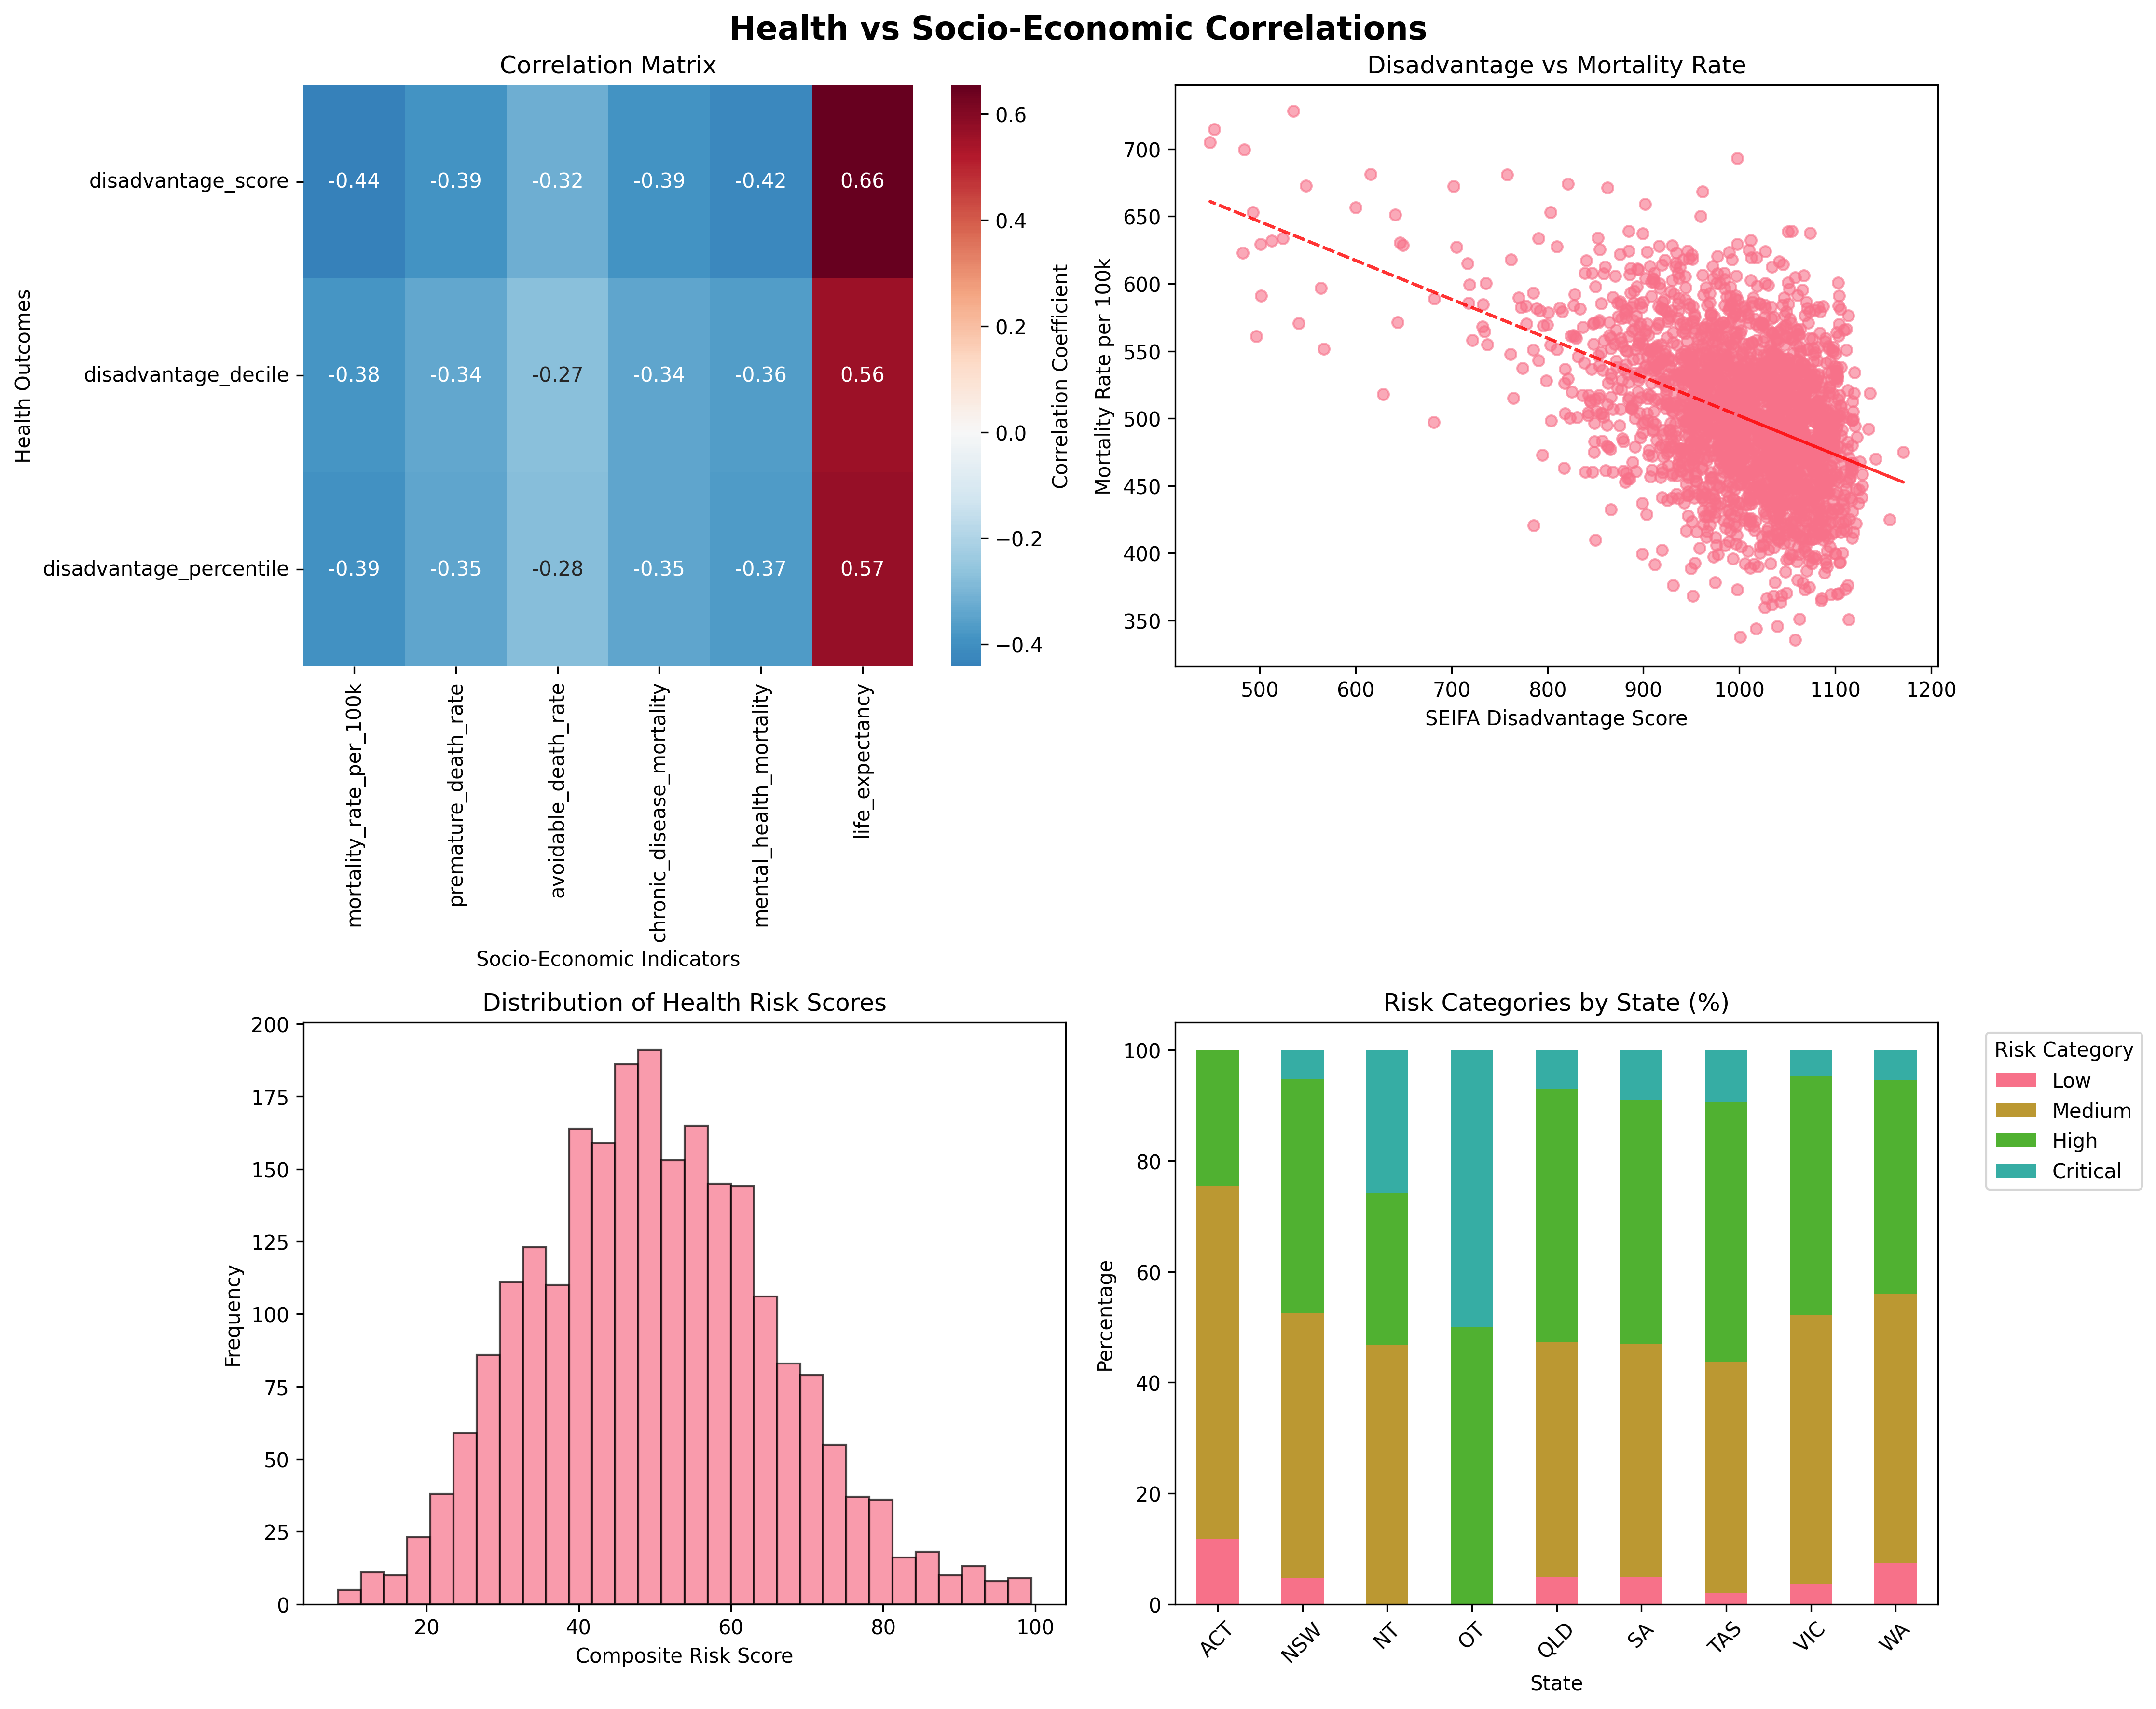 Health vs Socio-Economic Correlations
Correlation Matrix
Health Outcomes
disadvantage_score
disadvantage_decile
disadvantage_percentile
-0.44 -0.39 -0.32 -0.39 -0.42 0.66
-0.38 -0.34 -0.27 -0.34 -0.36 0.56
-0.39 -0.35 -0.28 -0.35 -0.37 0.57
mortality_rate_per_100k
premature_death_rate
avoidable_death_rate
chronic_disease_mortality
mental_health_mortality
life_expectancy
Socio-Economic Indicators
0.6
0.4
0.2
0.0
−0.2
−0.4
Correlation Coefficient
Disadvantage vs Mortality Rate
Mortality Rate per 100k
700
650
600
550
500
450
400
350
500 600 700 800 900 1000 1100 1200
SEIFA Disadvantage Score
Distribution of Health Risk Scores
Frequency
200
175
150
125
100
75
50
25
0
20 40 60 80 100
Composite Risk Score
Risk Categories by State (%)
Percentage
100
80
60
40
20
0
ACT NSW NT OT QLD SA TAS VIC WA
State
Risk Category
Low
Medium
High
Critical